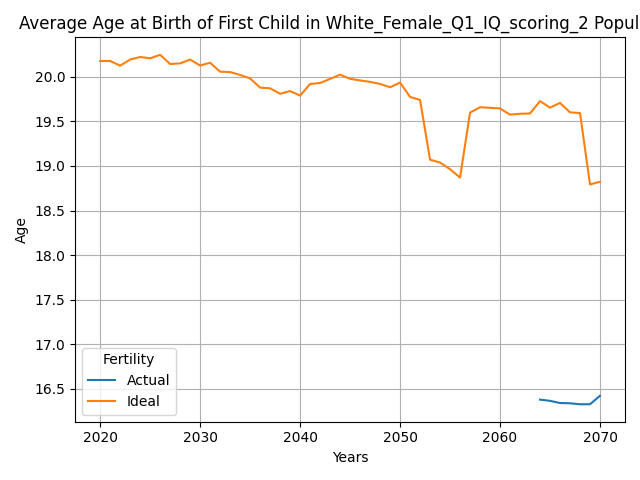 Average Age at Birth of First Child in White_Female_Q1_IQ_scoring_2 Popul
20.0
19.5
19.0
18.5
18.0
17.5
17.0
16.5
Age
Fertility
Actual
Ideal
2020 2030 2040 2050 2060 2070
Years